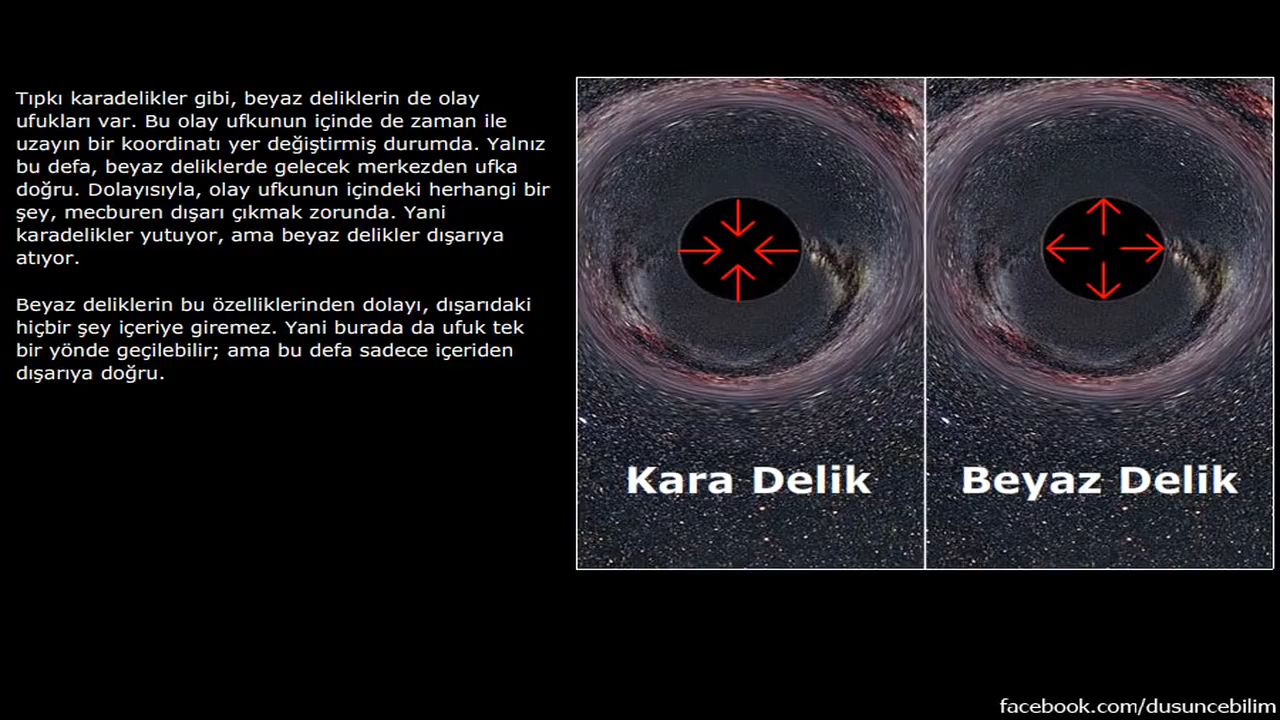 Tıpkı karadelikler gibi, beyaz deliklerin de olay
ufukları var. Bu olay ufkunun içinde de zaman ile
uzayın bir koordinatı yer değiştirmiş durumda. Yalnız
bu defa, beyaz deliklerde gelecek merkezden ufka
doğru. Dolayısıyla, olay ufkunun içindeki herhangi bir
şey, mecburen dışarı çıkmak zorunda. Yani
karadelikler yutuyor, ama beyaz delikler dışarıya
atıyor.
Beyaz deliklerin bu özelliklerinden dolayı, dışarıdaki
hiçbir şey içeriye giremez. Yani burada da ufuk tek
bir yönde geçilebilir; ama bu defa sadece içeriden
dışarıya doğru.
Kara Delik
Beyaz Delik
facebook.com/dusuncebilim